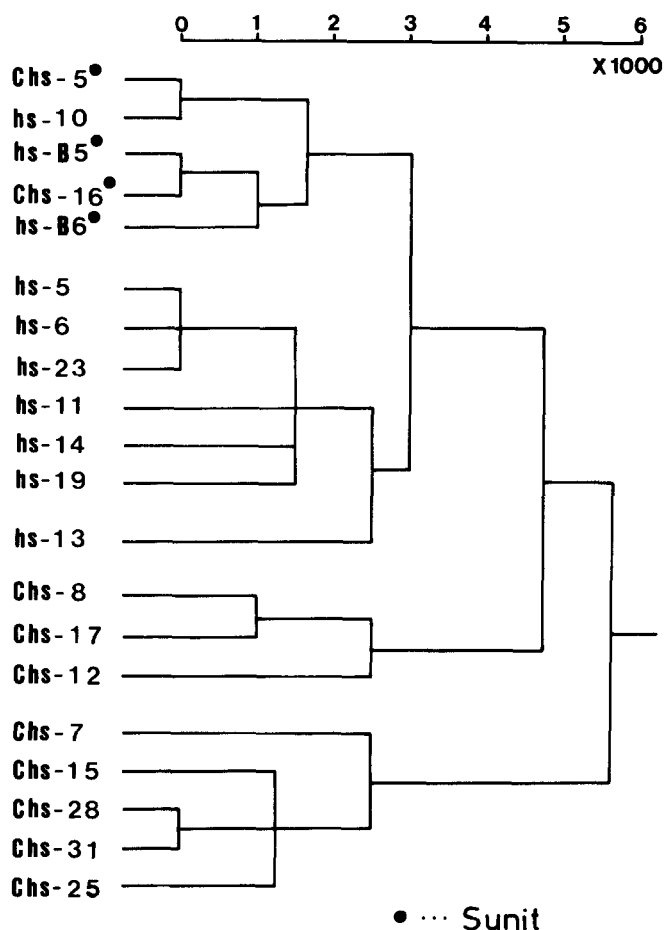 0 1 2 3 4 5 6
X1000
Chs-5●
hs-10
hs-B5●
Chs-16●
hs-B6●
hs-5
hs-6
hs-23
hs-11
hs-14
hs-19
hs-13
Chs-8
Chs-17
Chs-12
Chs-7
Chs-15
Chs-28
Chs-31
Chs-25
● ··· Sunit